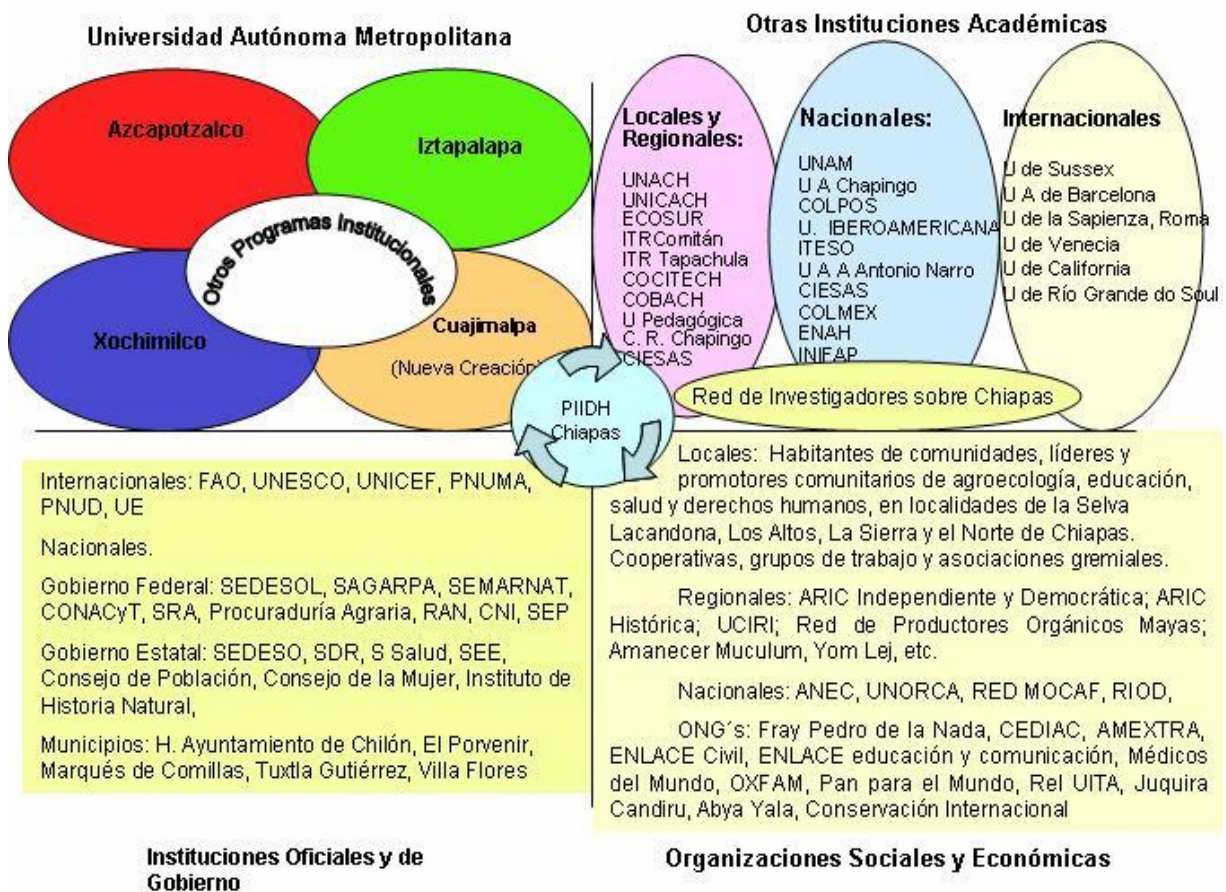 Universidad Autónoma Metropolitana
Azcapotzalco
Iztapalapa
Otros Programas Institucionales
Xochimilco
Cuajimalpa
(Nueva Creación)
Otras Instituciones Académicas
Locales y
Regionales:
UNACH
UNICACH
ECOSUR
ITRComitán
ITR Tapachula
COCITECH
COBACH
U Pedagógica
C. R. Chapingo
CIESAS
Nacionales:
UNAM
U A Chapingo
COLPOS
U. IBEROAMERICANA
ITESO
U A A Antonio Narro
CIESAS
COLMEX
ENAH
INIFAP
Internacionales
U de Sussex
U A de Barcelona
U de la Sapienza, Roma
U de Venecia
U de California
U de Río Grande do Soul
Red de Investigadores sobre Chiapas
PIIDH
Chiapas
Internacionales: FAO, UNESCO, UNICEF, PNUMA,
PNUD, UE
Nacionales.
Gobierno Federal: SEDESOL, SAGARPA, SEMARNAT,
CONACyT, SRA, Procuraduría Agraria, RAN, CNI, SEP
Gobierno Estatal: SEDESO, SDR, S Salud, SEE,
Consejo de Población, Consejo de la Mujer, Instituto de
Historia Natural,
Municipios: H. Ayuntamiento de Chilón, El Porvenir,
Marqués de Comillas, Tuxtla Gutiérrez, Villa Flores
Instituciones Oficiales y de
Gobierno
Locales: Habitantes de comunidades, líderes y
promotores comunitarios de agroecología, educación,
salud y derechos humanos, en localidades de la Selva
Lacandona, Los Altos, La Sierra y el Norte de Chiapas.
Cooperativas, grupos de trabajo y asociaciones gremiales.
Regionales: ARIC Independiente y Democrática; ARIC
Histórica; UCIRI; Red de Productores Orgánicos Mayas;
Amanecer Muculum, Yom Lej, etc.
Nacionales: ANEC, UNORCA, RED MOCAF, RIOD,
ONG´s: Fray Pedro de la Nada, CEDIAC, AMEXTRA,
ENLACE Civil, ENLACE educación y comunicación, Médicos
del Mundo, OXFAM, Pan para el Mundo, Rel UITA, Juquira
Candiru, Abya Yala, Conservación Internacional
Organizaciones Sociales y Económicas